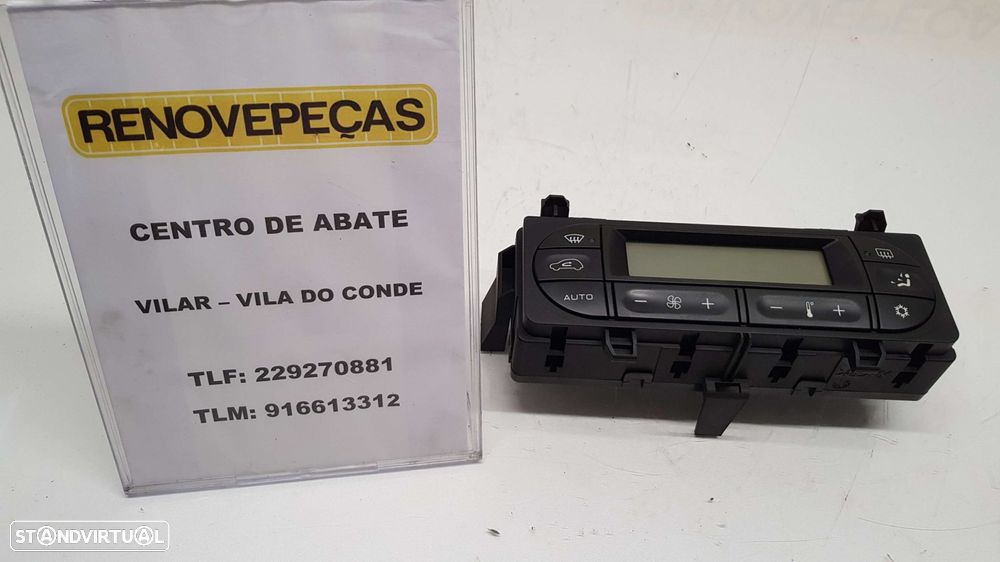 RENOVEPEÇAS
CENTRO DE ABATE
VILAR – VILA DO CONDE
TLF: 229270881
TLM: 916613312
AUTO
- +
- +
STANDVIRTUAL